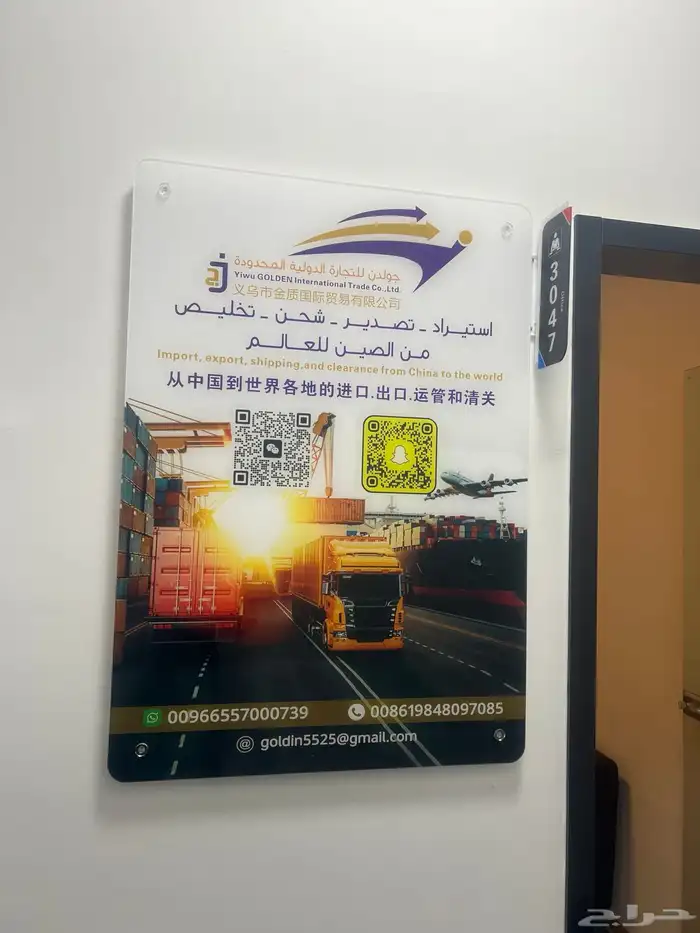 جولدن للتجارة الدولية المحدودة
Yiwu GOLDEN International Trade Co.,Ltd.
义乌市金质国际贸易有限公司
استيراد - تصدير - شحن - تخليص
من الصين للعالم
Import, export, shipping,and clearance from China to the world
从中国到世界各地的进口.出口.运管和清关
3047
00966557000739
008619848097085
@ goldin5525@gmail.com
حراج